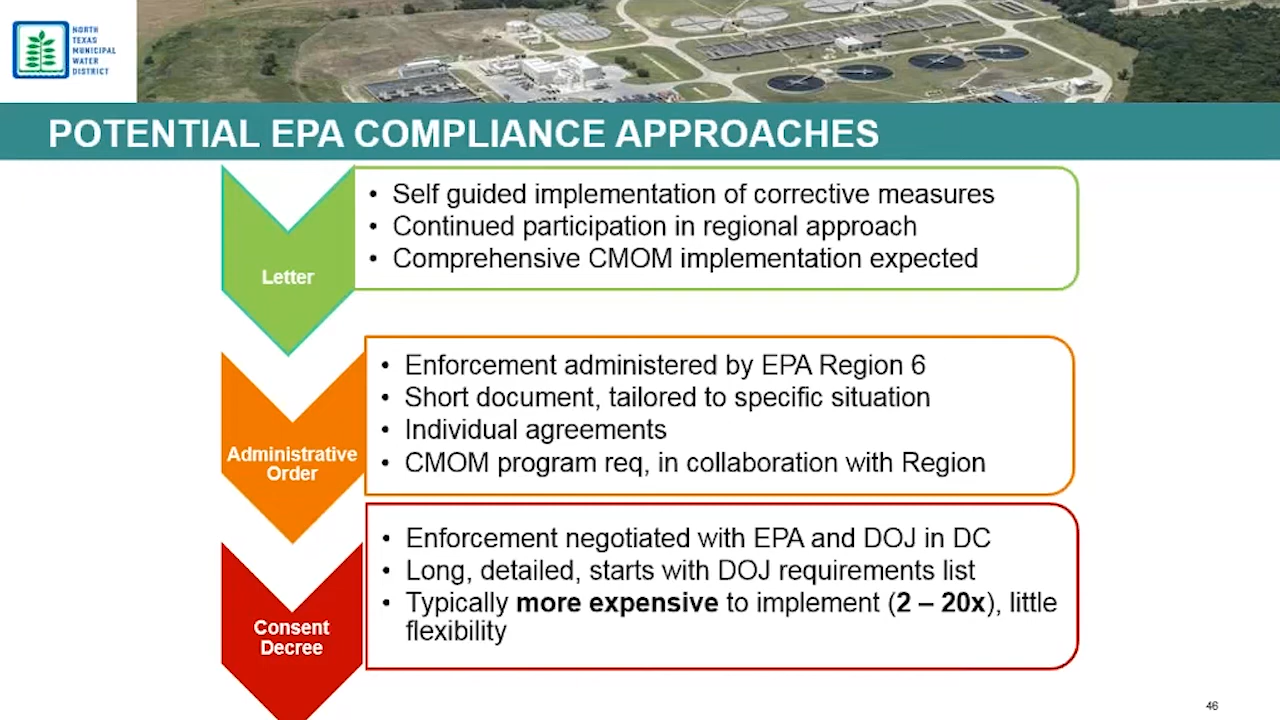 NORTH
TEXAS
MUNICIPAL
WATER
DISTRICT
POTENTIAL EPA COMPLIANCE APPROACHES
Letter
• Self guided implementation of corrective measures
• Continued participation in regional approach
• Comprehensive CMOM implementation expected
Administrative
Order
• Enforcement administered by EPA Region 6
• Short document, tailored to specific situation
• Individual agreements
• CMOM program req, in collaboration with Region
Consent
Decree
• Enforcement negotiated with EPA and DOJ in DC
• Long, detailed, starts with DOJ requirements list
• Typically more expensive to implement (2 – 20x), little
flexibility
46